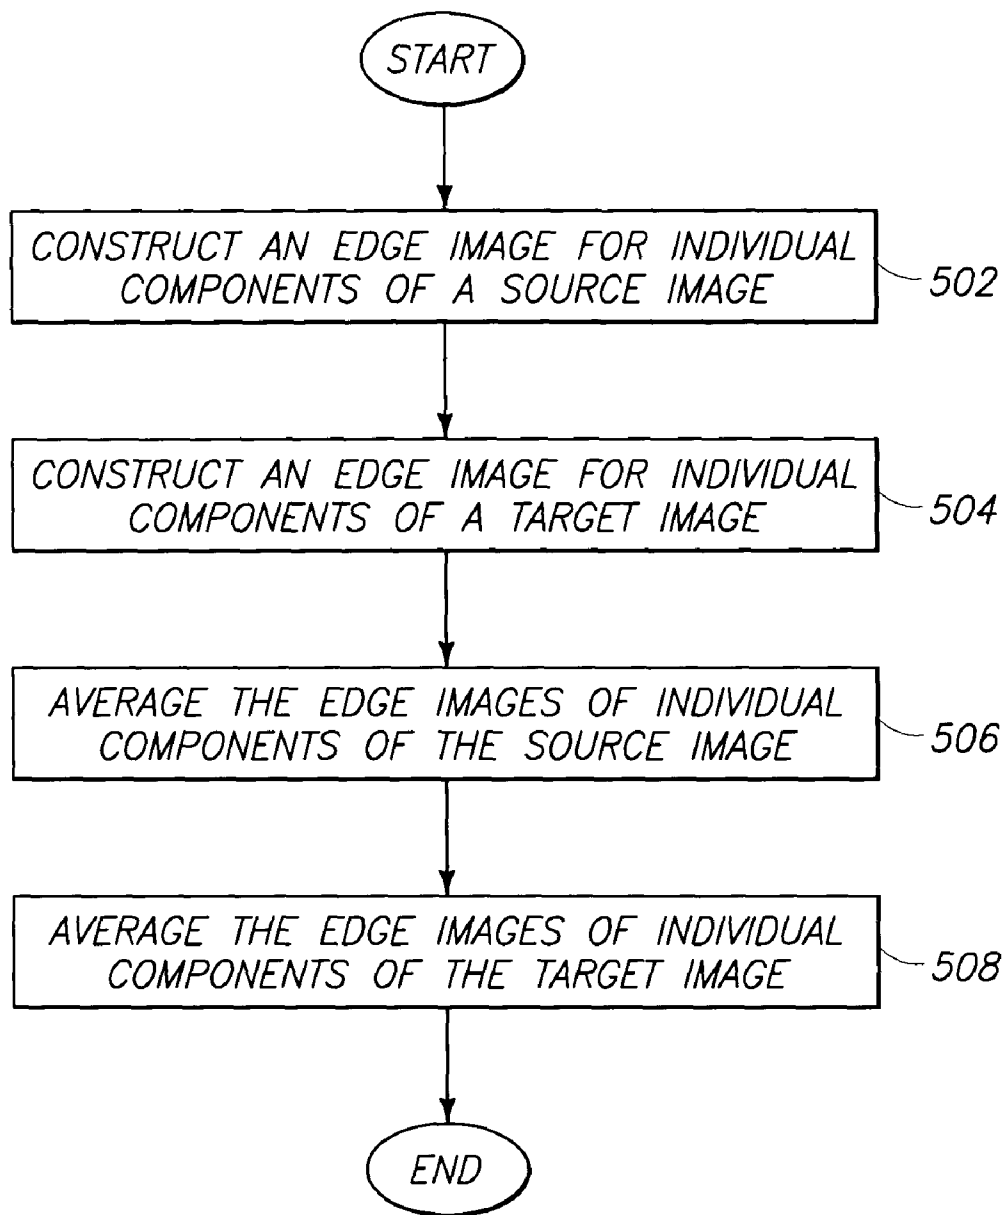 START
CONSTRUCT AN EDGE IMAGE FOR INDIVIDUAL
COMPONENTS OF A SOURCE IMAGE
502
CONSTRUCT AN EDGE IMAGE FOR INDIVIDUAL
COMPONENTS OF A TARGET IMAGE
504
AVERAGE THE EDGE IMAGES OF INDIVIDUAL
COMPONENTS OF THE SOURCE IMAGE
506
AVERAGE THE EDGE IMAGES OF INDIVIDUAL
COMPONENTS OF THE TARGET IMAGE
508
END